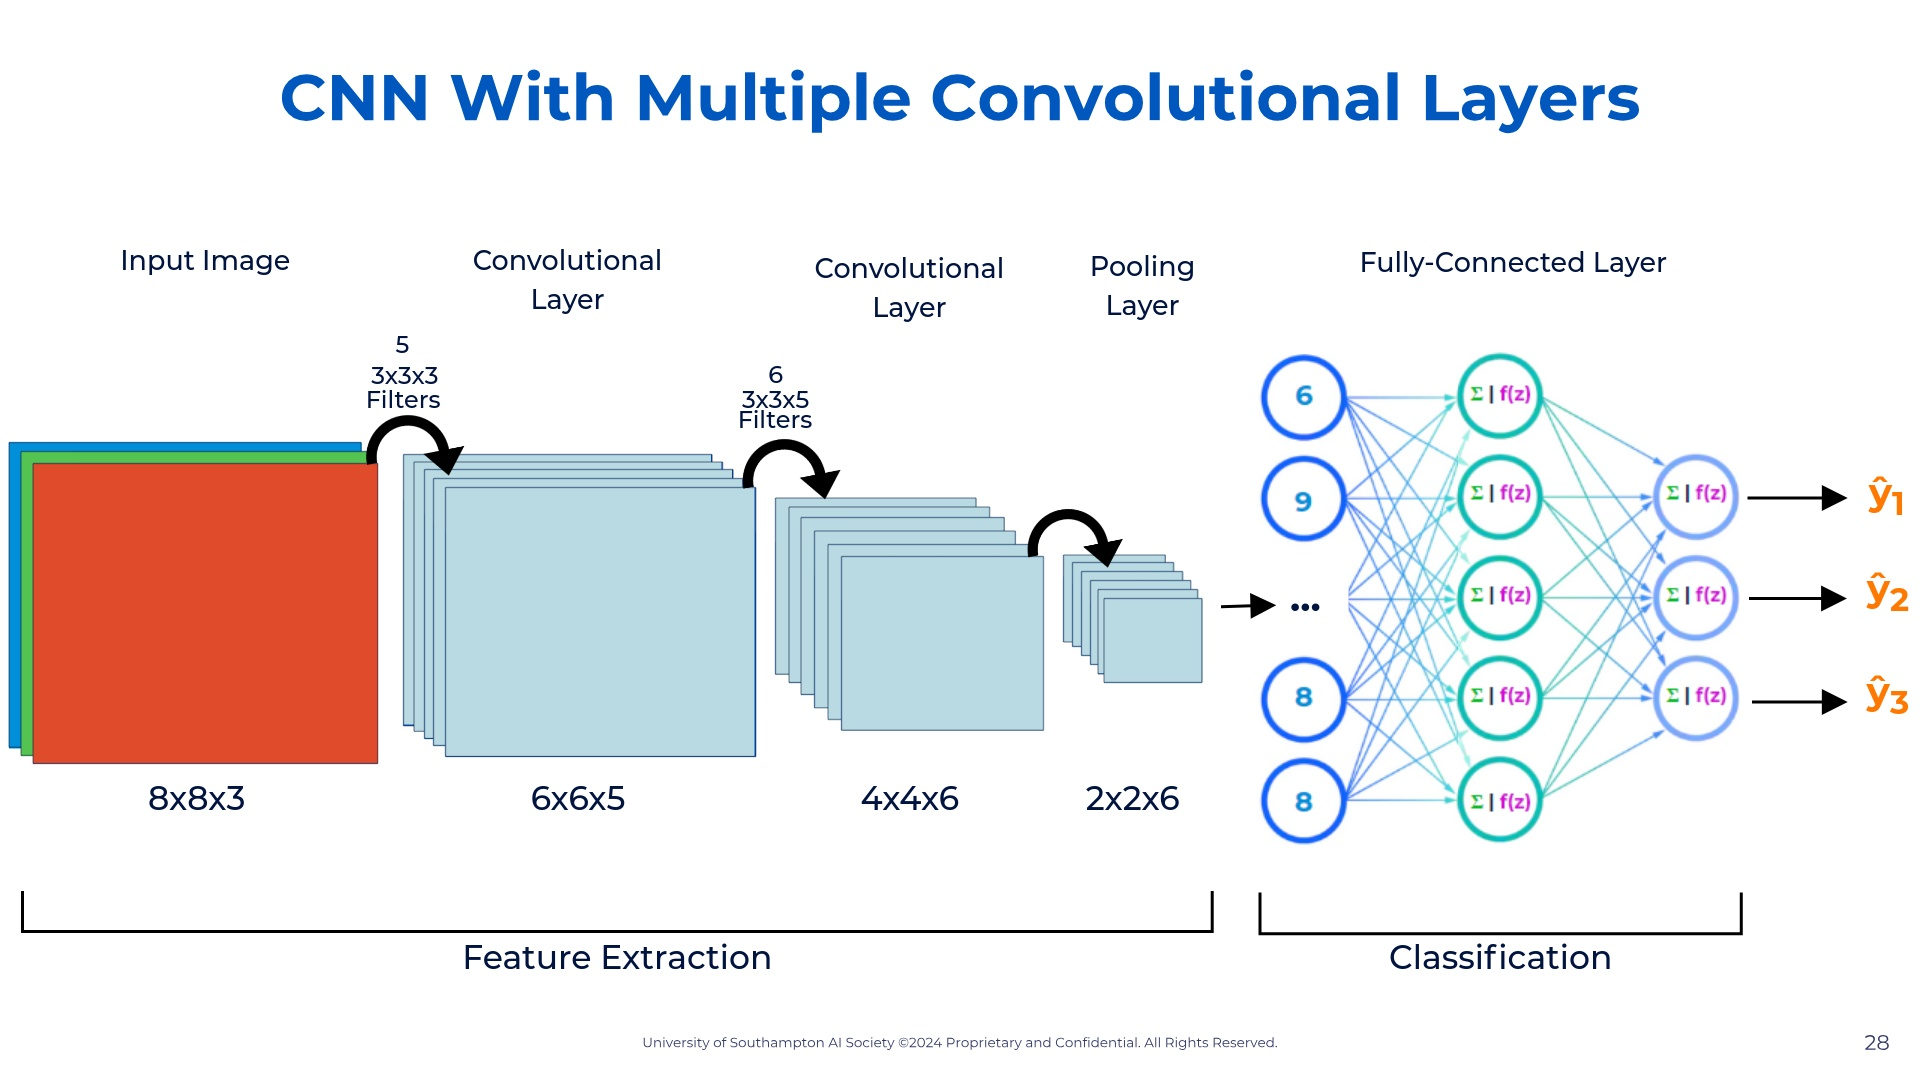 CNN With Multiple Convolutional Layers
Input Image
Convolutional
Layer
Convolutional
Layer
Pooling
Layer
Fully-Connected Layer
5
3x3x3
Filters
6
3x3x5
Filters
8x8x3
6x6x5
4x4x6
2x2x6
6
9
...
8
8
Σ | f(z)
Σ | f(z)
Σ | f(z)
Σ | f(z)
Σ | f(z)
Σ | f(z)
Σ | f(z)
Σ | f(z)
ŷ1
ŷ2
ŷ3
Feature Extraction
Classification
University of Southampton AI Society ©2024 Proprietary and Confidential. All Rights Reserved.
28